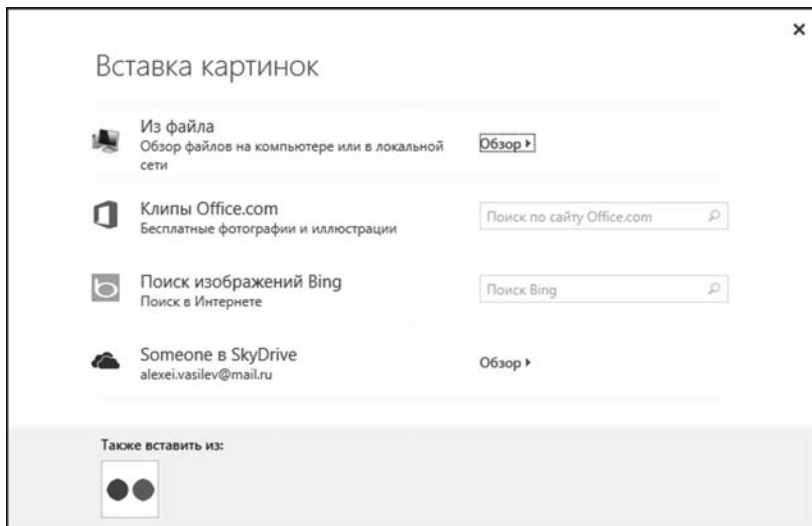 Вставка картинок
Из файла
Обзор файлов на компьютере или в локальной
сети
Обзор
Клипы Office.com
Бесплатные фотографии и иллюстрации
Поиск по сайту Office.com
Поиск изображений Bing
Поиск в Интернете
Поиск Bing
Someone в SkyDrive
alexei.vasilev@mail.ru
Обзор
Также вставить из: